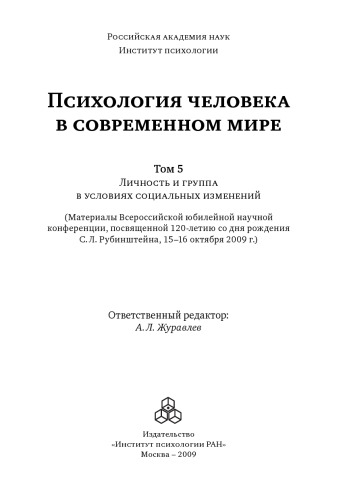 Российская академия наук
Институт психологии
Психология человека
в современном мире
Том 5
Личность и группа
в условиях социальных изменений
(Материалы Всероссийской юбилейной научной
конференции, посвященной 120-летию со дня рождения
С. Л. Рубинштейна, 15–16 октября 2009 г.)
Ответственный редактор:
А. Л. Журавлев
Издательство
«Институт психологии РАН»
Москва – 2009